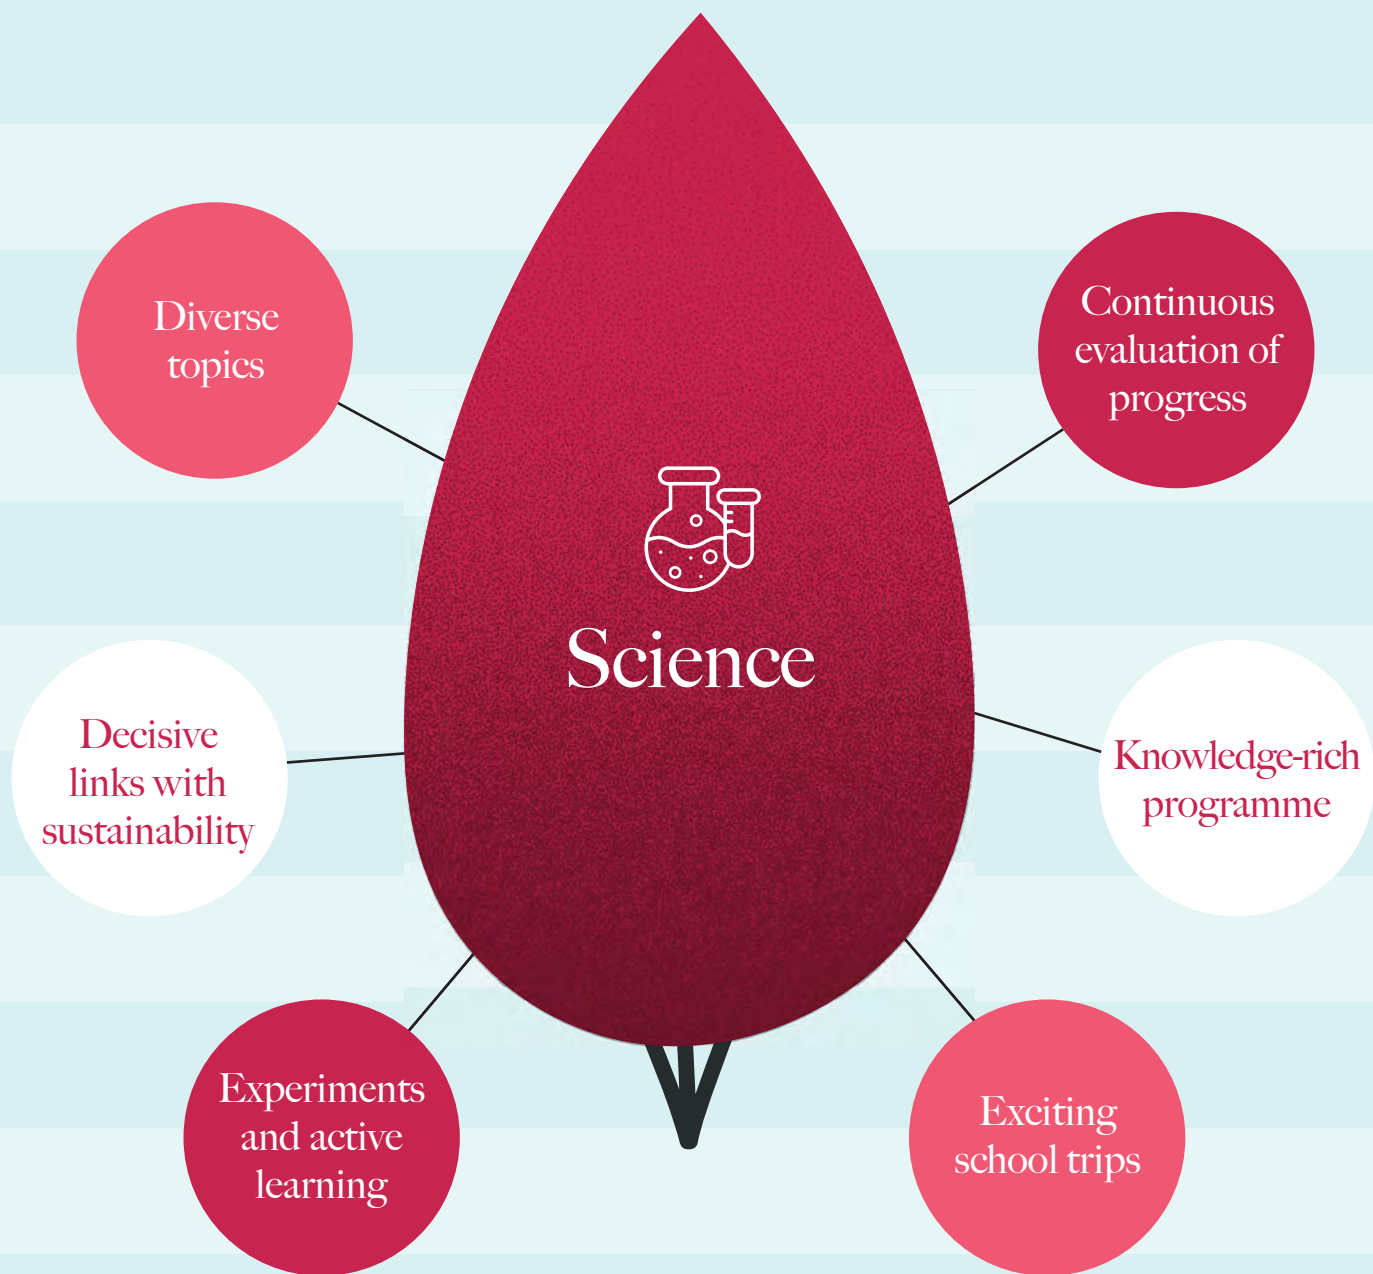 Diverse
topics
Continuous
evaluation of
progress
Science
Decisive
links with
sustainability
Knowledge-rich
programme
Experiments
and active
learning
Exciting
school trips